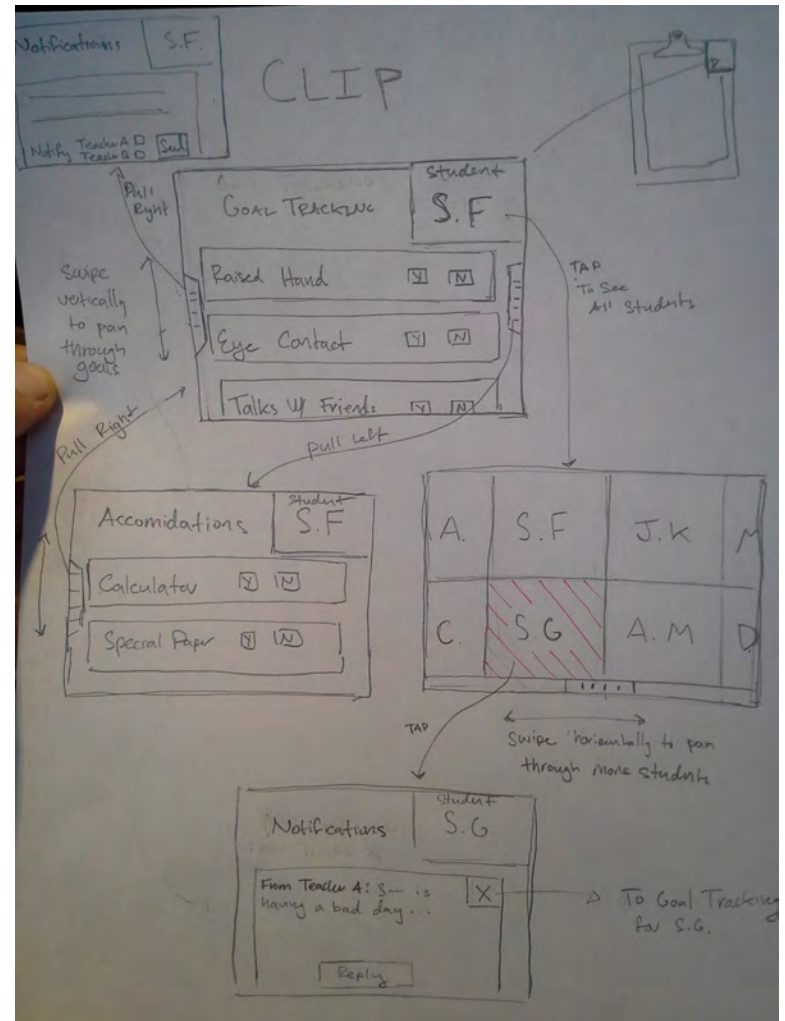 Notifications
S.F.
Notify Teacher A
Teacher B
Send
CLIP
Pull
Right
Student
GOAL TRACKING
S.F
Raised Hand Y N
Eye Contact Y N
Talks W/ Friends Y N
Swipe
vertically
to pan
through
goals
TAP
To See
All Students
Pull Right
Pull Left
Student
Accomidations
S.F
Calculator Y N
Special Paper Y N
A. S.F J.K M
C. S.G A.M D
TAP
Swipe horizontally to pan
through more students
Student
Notifications
S.G
From Teacher A: is
having a bad day...
X
Reply
To Goal Tracking
for S.G.